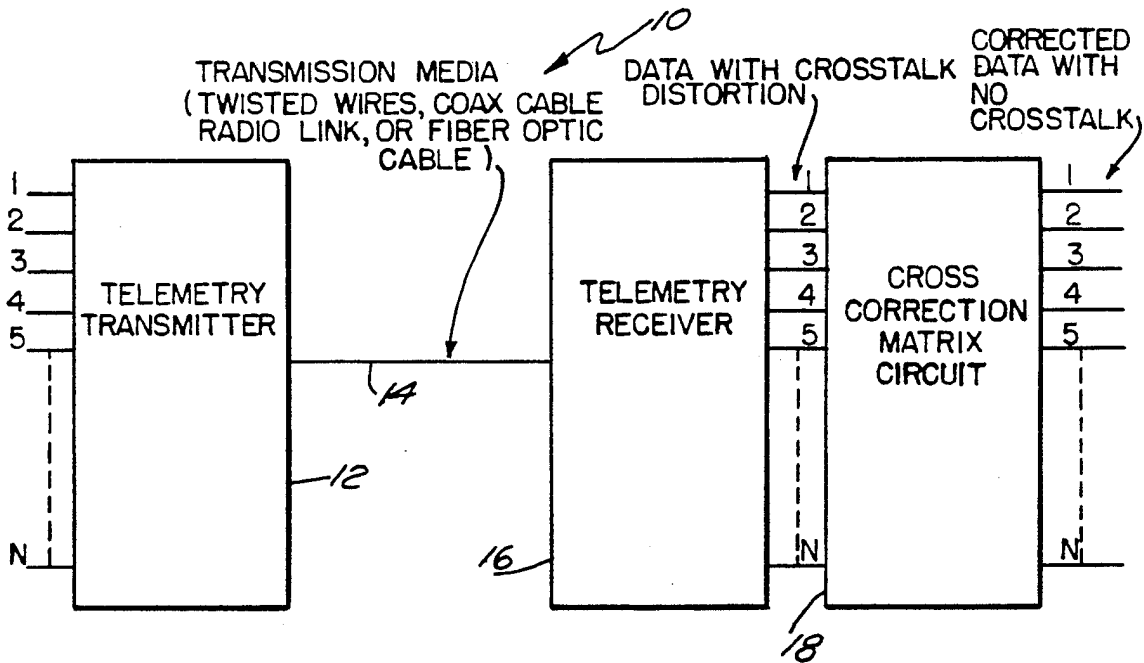 10
TRANSMISSION MEDIA
(TWISTED WIRES, COAX CABLE
RADIO LINK, OR FIBER OPTIC
CABLE)
DATA WITH CROSSTALK
DISTORTION
CORRECTED
DATA WITH
NO
CROSSTALK
1
2
3
4
5
N
TELEMETRY
TRANSMITTER
12
14
TELEMETRY
RECEIVER
16
1
2
3
4
5
N
CROSS
CORRECTION
MATRIX
CIRCUIT
18
1
2
3
4
5
N